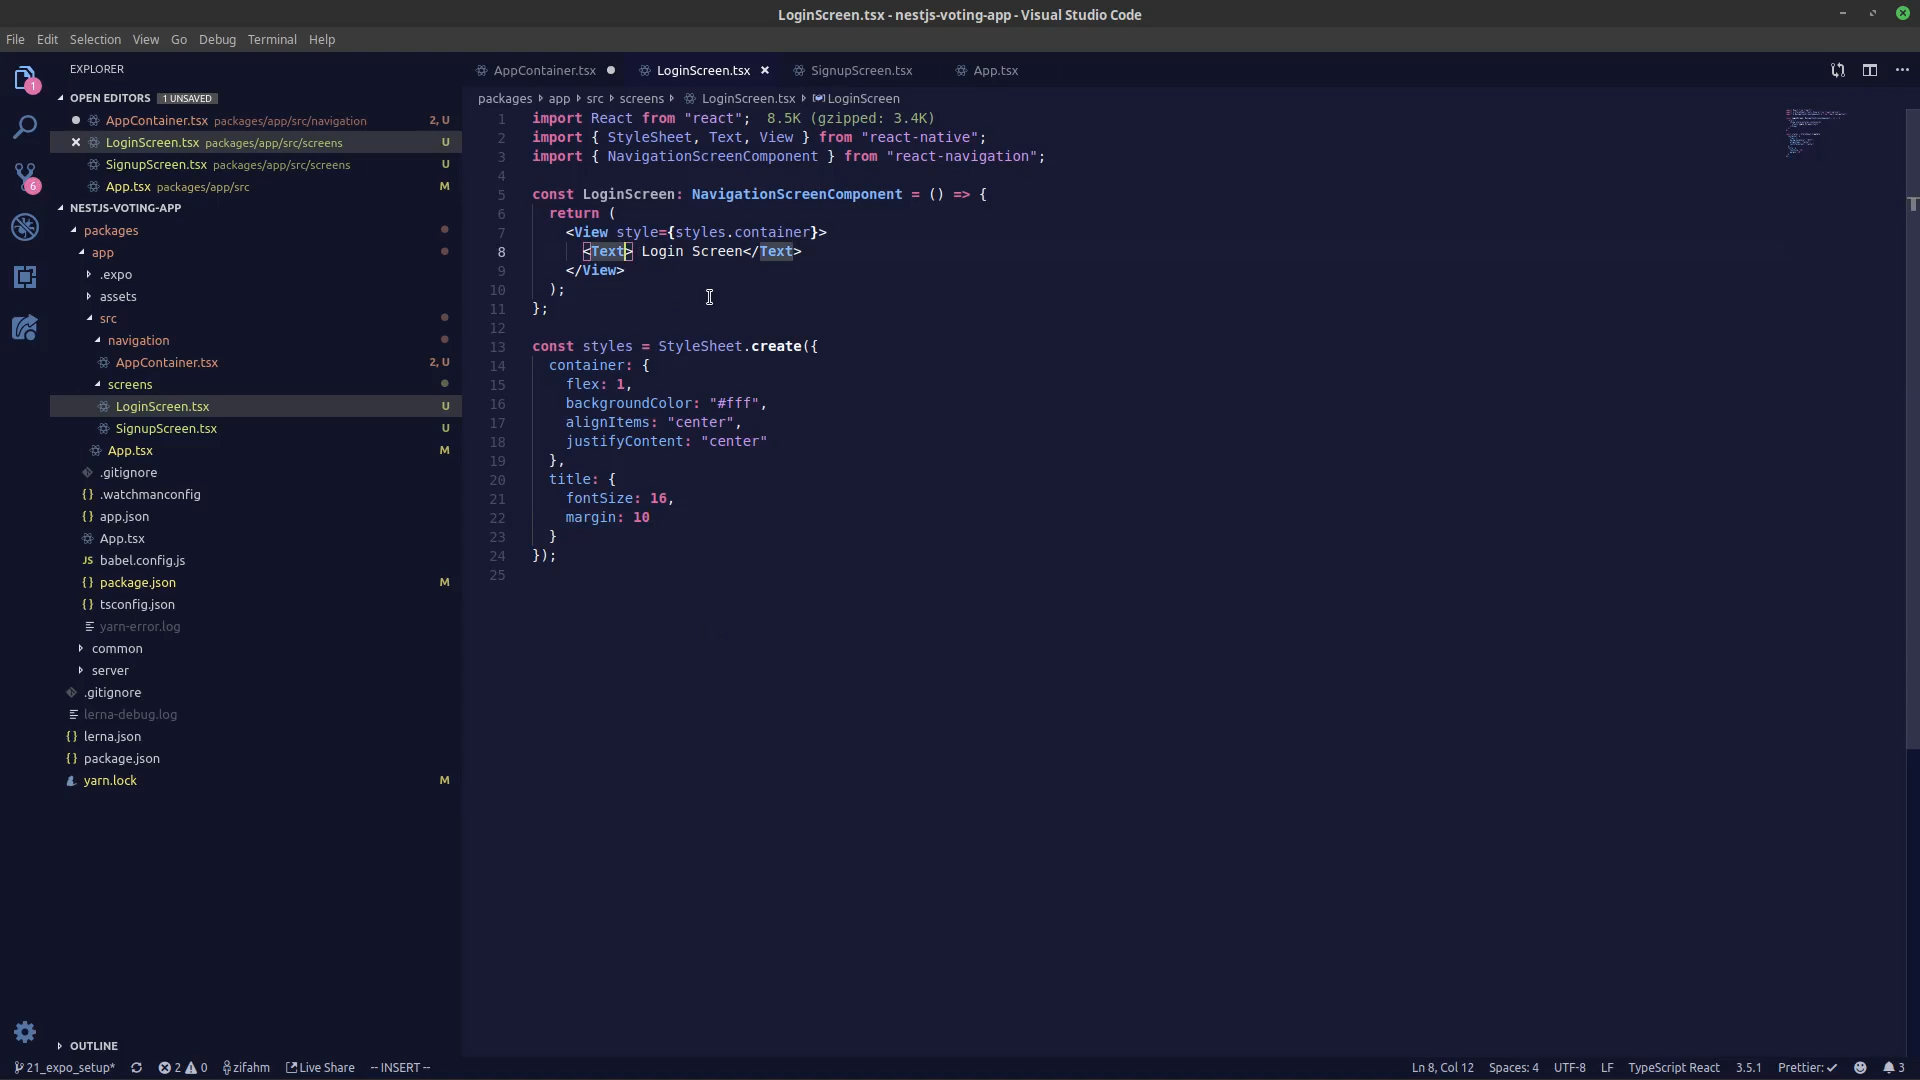 LoginScreen.tsx - nestjs-voting-app - Visual Studio Code
File Edit Selection View Go Debug Terminal Help
EXPLORER
OPEN EDITORS 1 UNSAVED
AppContainer.tsx packages/app/src/navigation 2, U
LoginScreen.tsx packages/app/src/screens U
SignupScreen.tsx packages/app/src/screens U
App.tsx packages/app/src M
NESTJS-VOTING-APP
packages
app
.expo
assets
src
navigation
AppContainer.tsx 2, U
screens
LoginScreen.tsx U
SignupScreen.tsx U
App.tsx M
.gitignore
.watchmanconfig
{} app.json
App.tsx
JS babel.config.js
{} package.json M
{} tsconfig.json
yarn-error.log
common
server
.gitignore
lerna-debug.log
{} lerna.json
{} package.json
yarn.lock M
OUTLINE
1
6
AppContainer.tsx LoginScreen.tsx SignupScreen.tsx App.tsx
packages app src screens LoginScreen.tsx LoginScreen
1 import React from "react"; 8.5K (gzipped: 3.4K)
2 import { StyleSheet, Text, View } from "react-native";
3 import { NavigationScreenComponent } from "react-navigation";
4
5 const LoginScreen: NavigationScreenComponent = () => {
6 return (
7 <View style={styles.container}>
8 <Text> Login Screen</Text>
9 </View>
10 );
11 };
12
13 const styles = StyleSheet.create({
14 container: {
15 flex: 1,
16 backgroundColor: "#fff",
17 alignItems: "center",
18 justifyContent: "center"
19 },
20 title: {
21 fontSize: 16,
22 margin: 10
23 }
24 });
25
21_expo_setup* 2 0 zifahm Live Share -- INSERT -- Ln 8, Col 12 Spaces: 4 UTF-8 LF TypeScript React 3.5.1 Prettier: ✓ 3